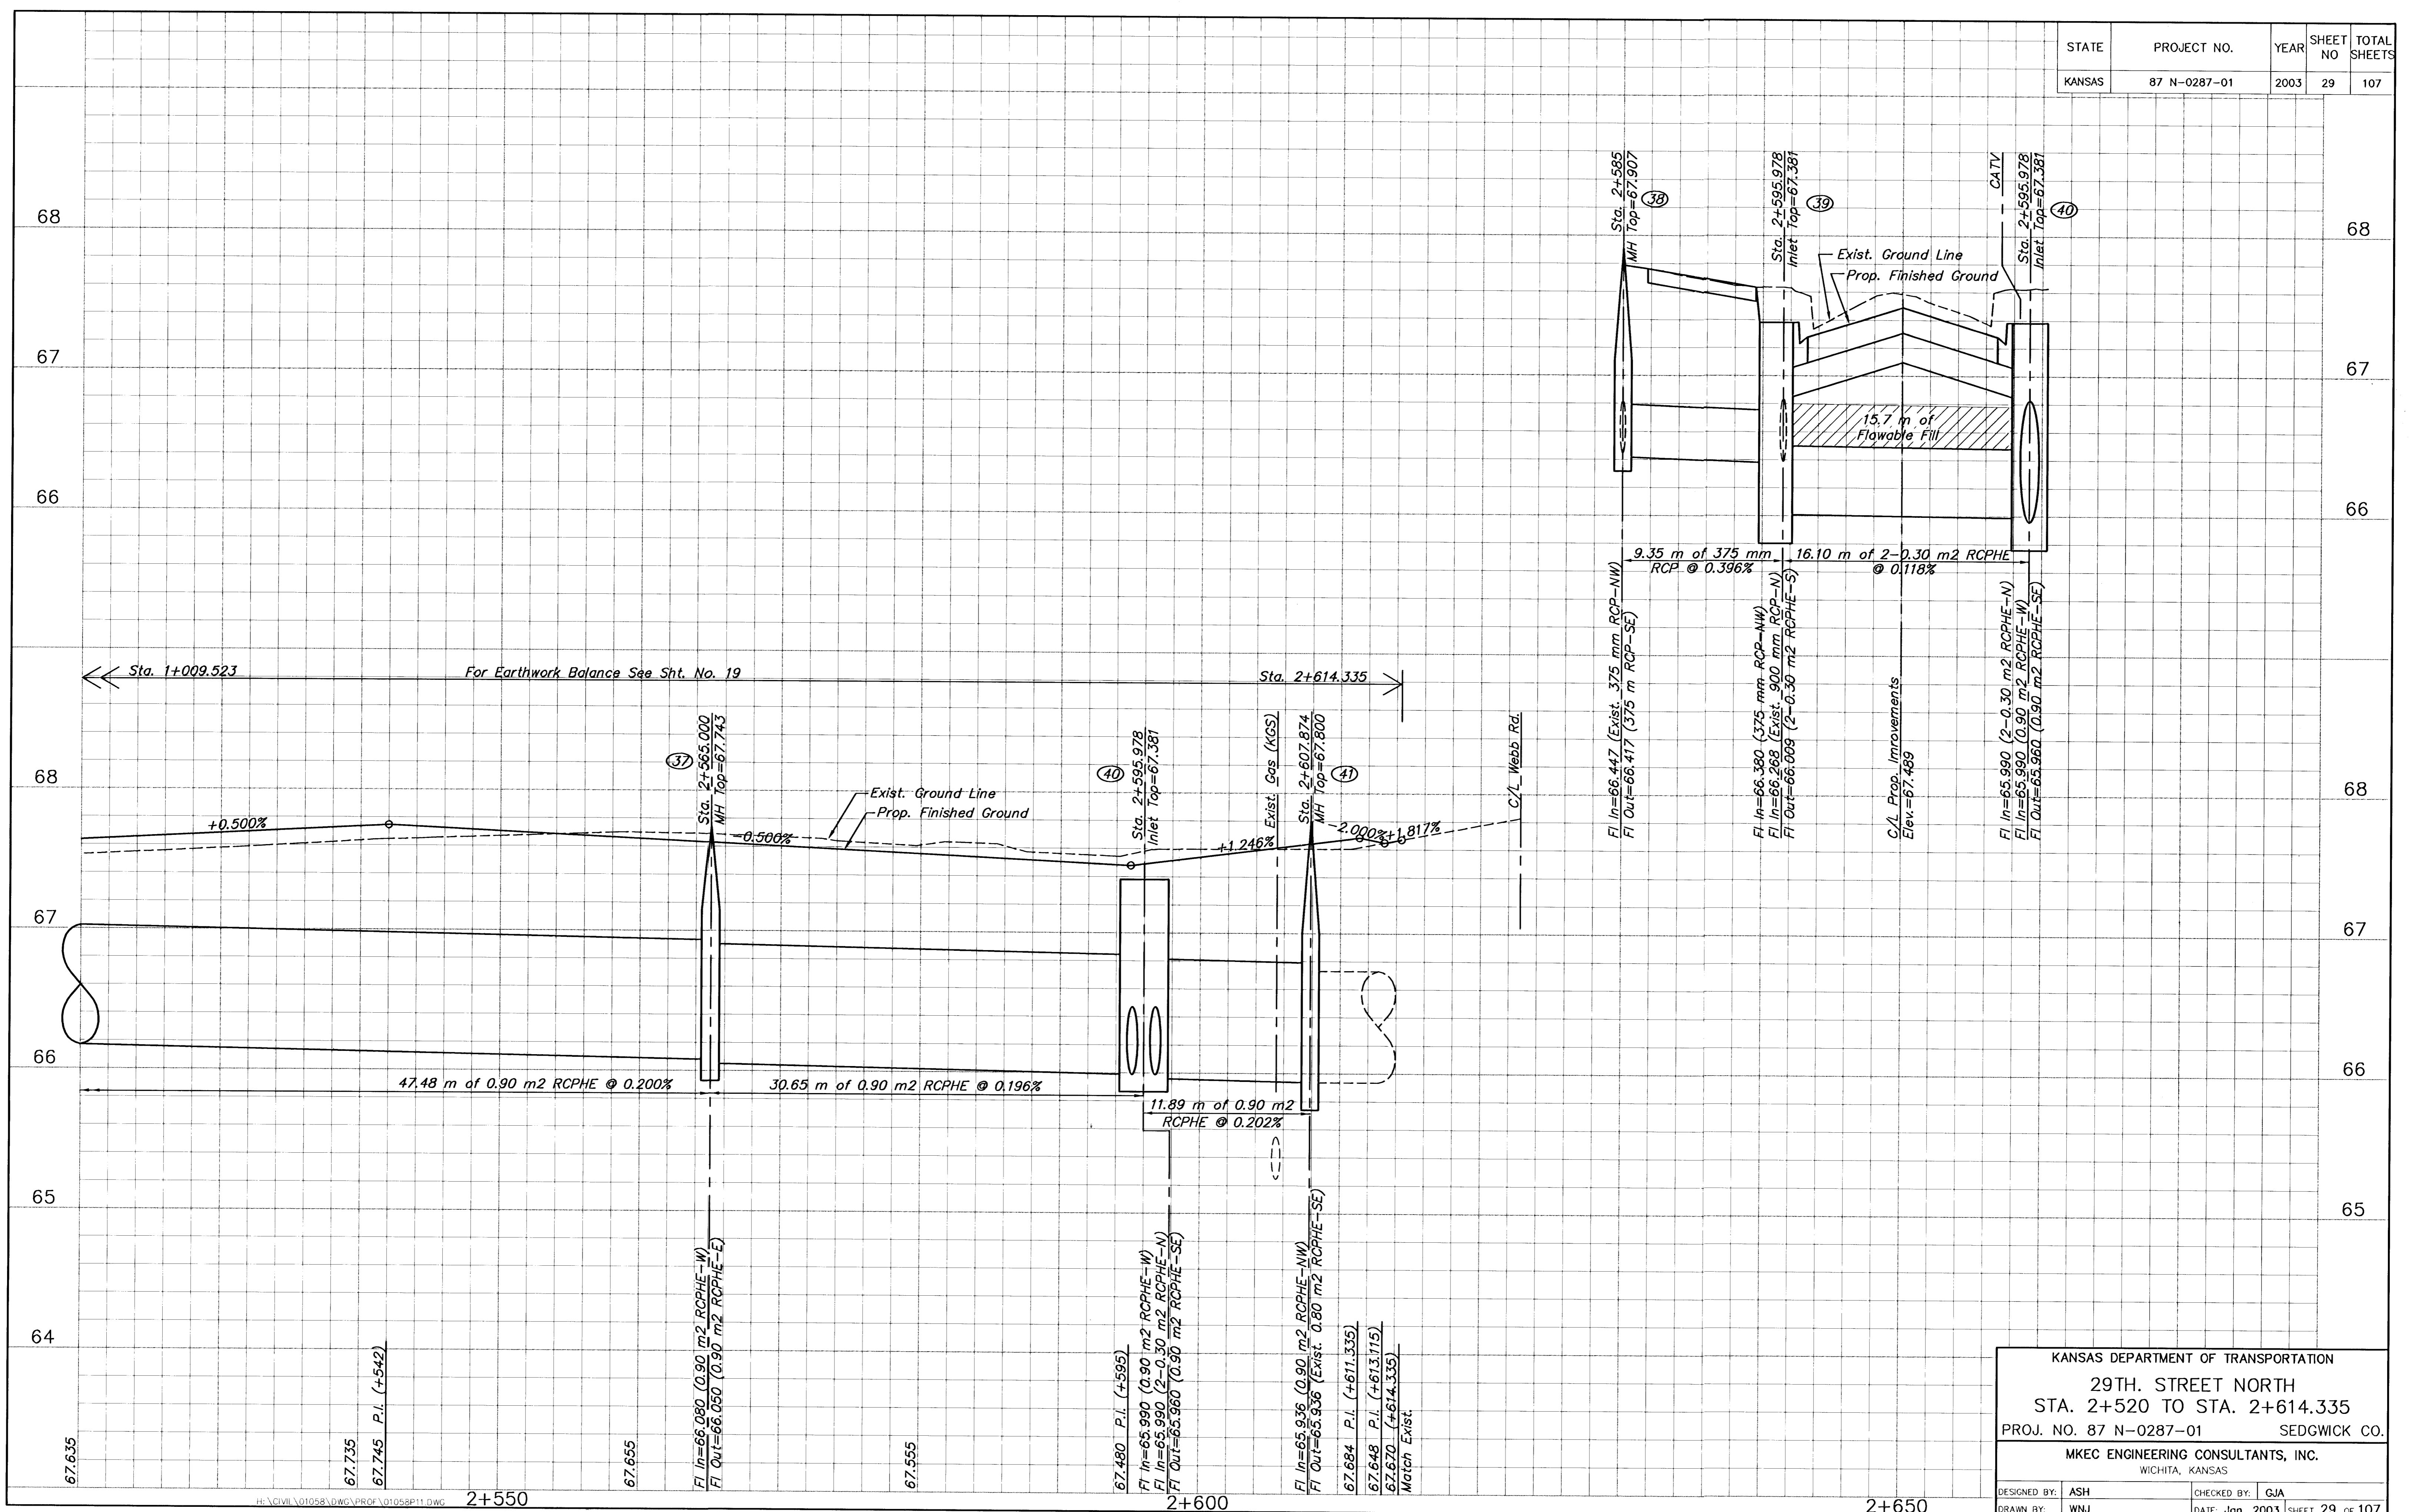 STATE PROJECT NO. YEAR SHEET NO TOTAL SHEETS
KANSAS 87 N-0287-01 2003 29 107
68
67
66
68
67
66
Sta. 2+585
MH Top=67.907
38
Sta. 2+595.978
Inlet Top=67.381
39
CATV
Sta. 2+595.978
Inlet Top=67.381
40
Exist. Ground Line
Prop. Finished Ground
15.7 m of
Flowable Fill
9.35 m of 375 mm
RCP @ 0.396%
16.10 m of 2-0.30 m2 RCPHE
@ 0.118%
Fl In=66.447 (Exist. 375 mm RCP-NW)
Fl Out=66.417 (375 m RCP-SE)
Fl In=66.380 (375 mm RCP-NW)
Fl In=66.268 (Exist. 900 mm RCP-N)
Fl Out=66.009 (2-0.30 m2 RCPHE-S)
C/L Prop. Imrovements
Elev.=67.489
Fl In=65.990 (2-0.30 m2 RCPHE-N)
Fl In=65.990 (0.90 m2 RCPHE-W)
Fl Out=65.960 (0.90 m2 RCPHE-SE)
Sta. 1+009.523
For Earthwork Balance See Sht. No. 19
Sta. 2+614.335
37
Sta. 2+565.000
MH Top=67.743
40
Sta. 2+595.978
Inlet Top=67.381
Exist. Gas (KGS)
Sta. 2+607.874
MH Top=67.800
41
C/L Webb Rd.
68
67
66
65
64
68
67
66
65
+0.500%
-0.500%
Exist. Ground Line
Prop. Finished Ground
+1.246%
-2.000%
+1.817%
47.48 m of 0.90 m2 RCPHE @ 0.200%
30.65 m of 0.90 m2 RCPHE @ 0.196%
11.89 m of 0.90 m2
RCPHE @ 0.202%
67.635
67.735
67.745 P.I. (+542)
67.655
Fl In=66.080 (0.90 m2 RCPHE-W)
Fl Out=66.050 (0.90 m2 RCPHE-E)
67.555
67.480 P.I. (+595)
Fl In=65.990 (0.90 m2 RCPHE-W)
Fl In=65.990 (2-0.30 m2 RCPHE-N)
Fl Out=65.960 (0.90 m2 RCPHE-SE)
Fl In=65.936 (0.90 m2 RCPHE-NW)
Fl Out=65.936 (Exist. 0.80 m2 RCPHE-SE)
67.684 P.I. (+611.335)
67.648 P.I. (+613.115)
67.670 (+614.335)
Match Exist.
H:\CIVIL\01058\DWG\PROF\01058P11.DWG
2+550
2+600
2+650
KANSAS DEPARTMENT OF TRANSPORTATION
29TH. STREET NORTH
STA. 2+520 TO STA. 2+614.335
PROJ. NO. 87 N-0287-01 SEDGWICK CO.
MKEC ENGINEERING CONSULTANTS, INC.
WICHITA, KANSAS
DESIGNED BY: ASH CHECKED BY: GJA
DRAWN BY: WNJ DATE: Jan. 2003 SHEET 29 OF 107